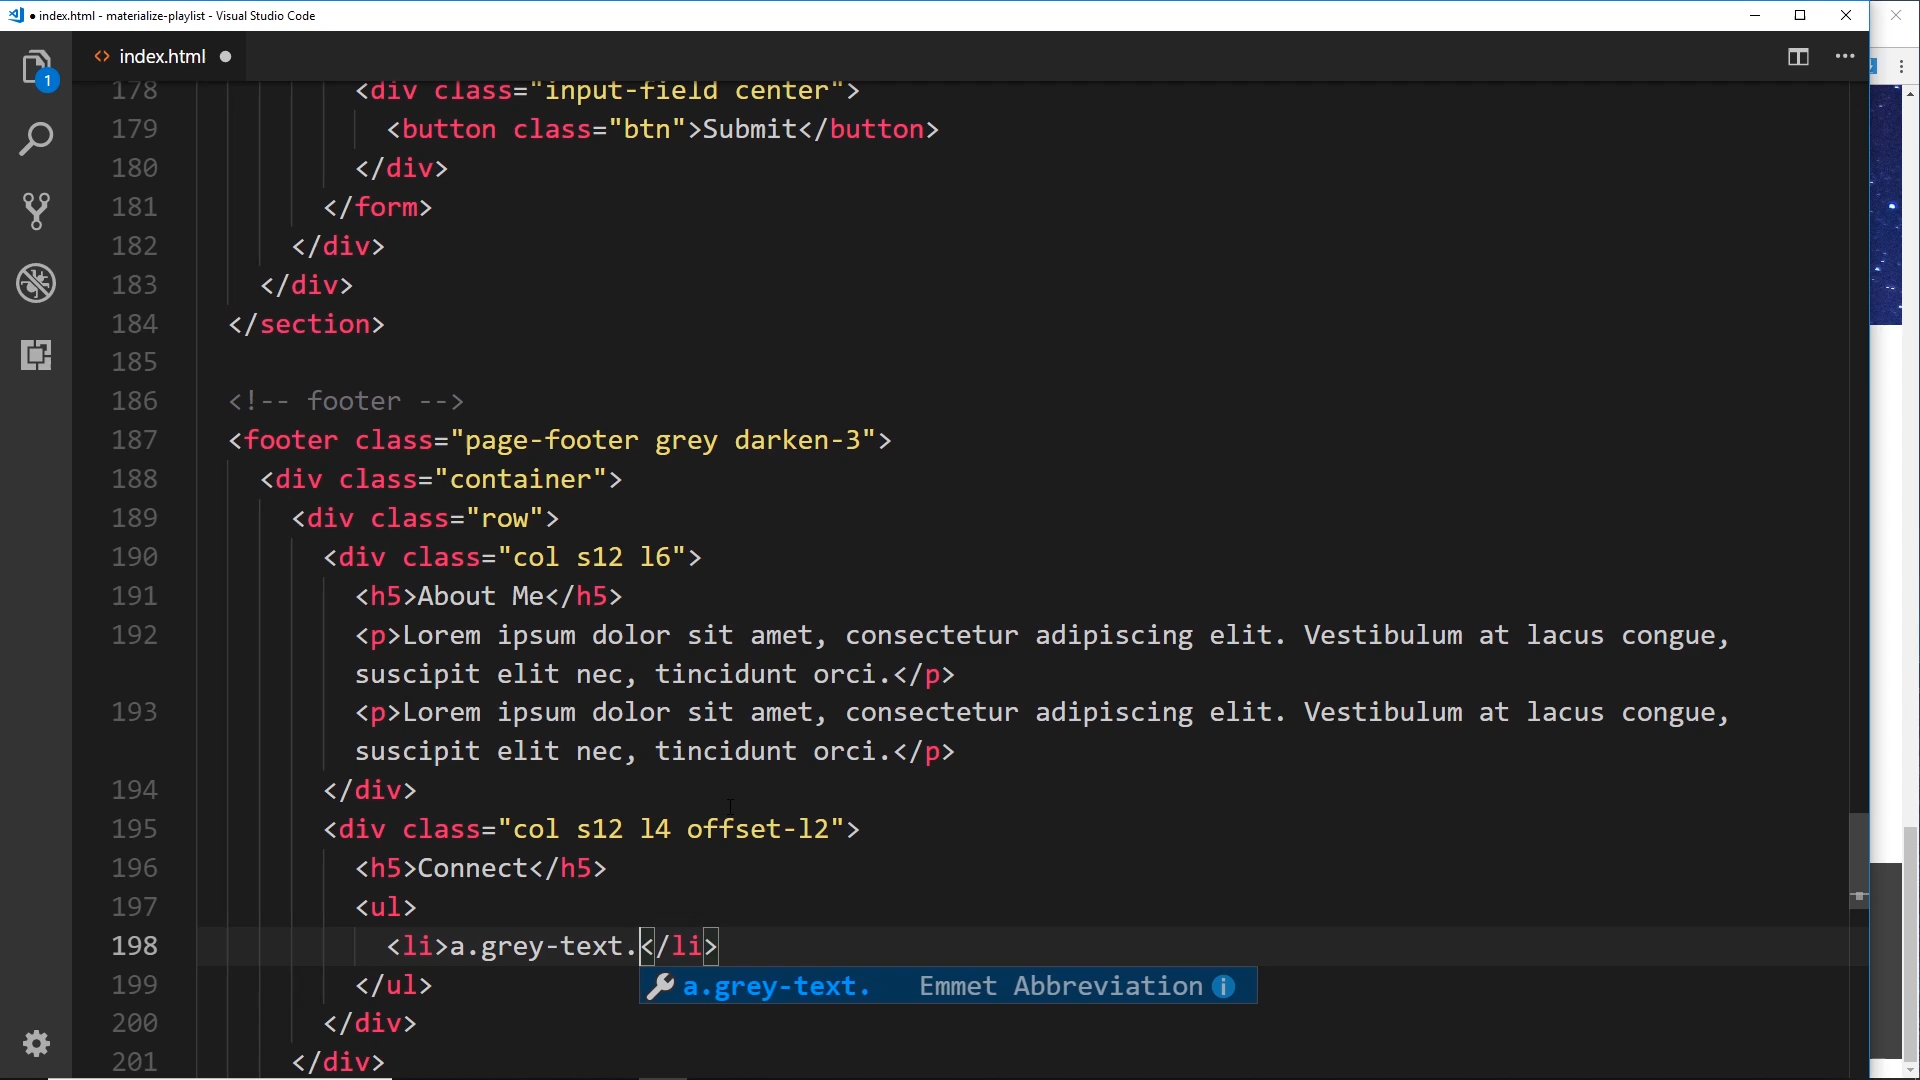 ● index.html - materialize-playlist - Visual Studio Code
<> index.html ●
1
178 <div class="input-field center">
179 <button class="btn">Submit</button>
180 </div>
181 </form>
182 </div>
183 </div>
184 </section>
185
186 <!-- footer -->
187 <footer class="page-footer grey darken-3">
188 <div class="container">
189 <div class="row">
190 <div class="col s12 l6">
191 <h5>About Me</h5>
192 <p>Lorem ipsum dolor sit amet, consectetur adipiscing elit. Vestibulum at lacus congue,
suscipit elit nec, tincidunt orci.</p>
193 <p>Lorem ipsum dolor sit amet, consectetur adipiscing elit. Vestibulum at lacus congue,
suscipit elit nec, tincidunt orci.</p>
194 </div>
195 <div class="col s12 l4 offset-l2">
196 <h5>Connect</h5>
197 <ul>
198 <li>a.grey-text.</li>
199 </ul>
a.grey-text. Emmet Abbreviation
200 </div>
201 </div>